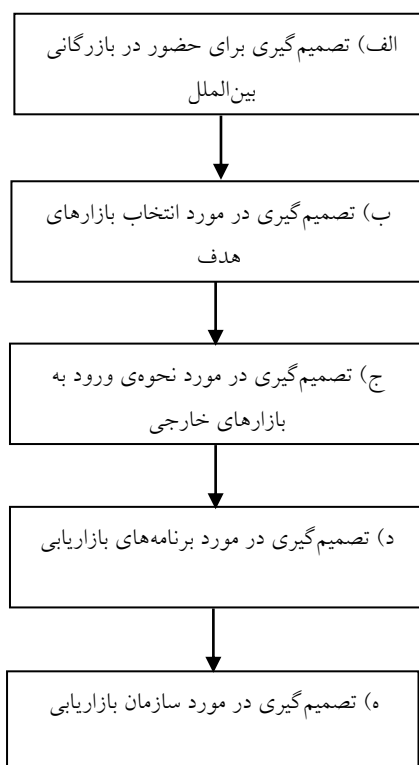 الف) تصمیم‌گیری برای حضور در بازرگانی
بین‌الملل
ب) تصمیم‌گیری در مورد انتخاب بازارهای
هدف
ج) تصمیم‌گیری در مورد نحوه‌ی ورود به
بازارهای خارجی
د) تصمیم‌گیری در مورد برنامه‌های بازاریابی
ه) تصمیم‌گیری در مورد سازمان بازاریابی